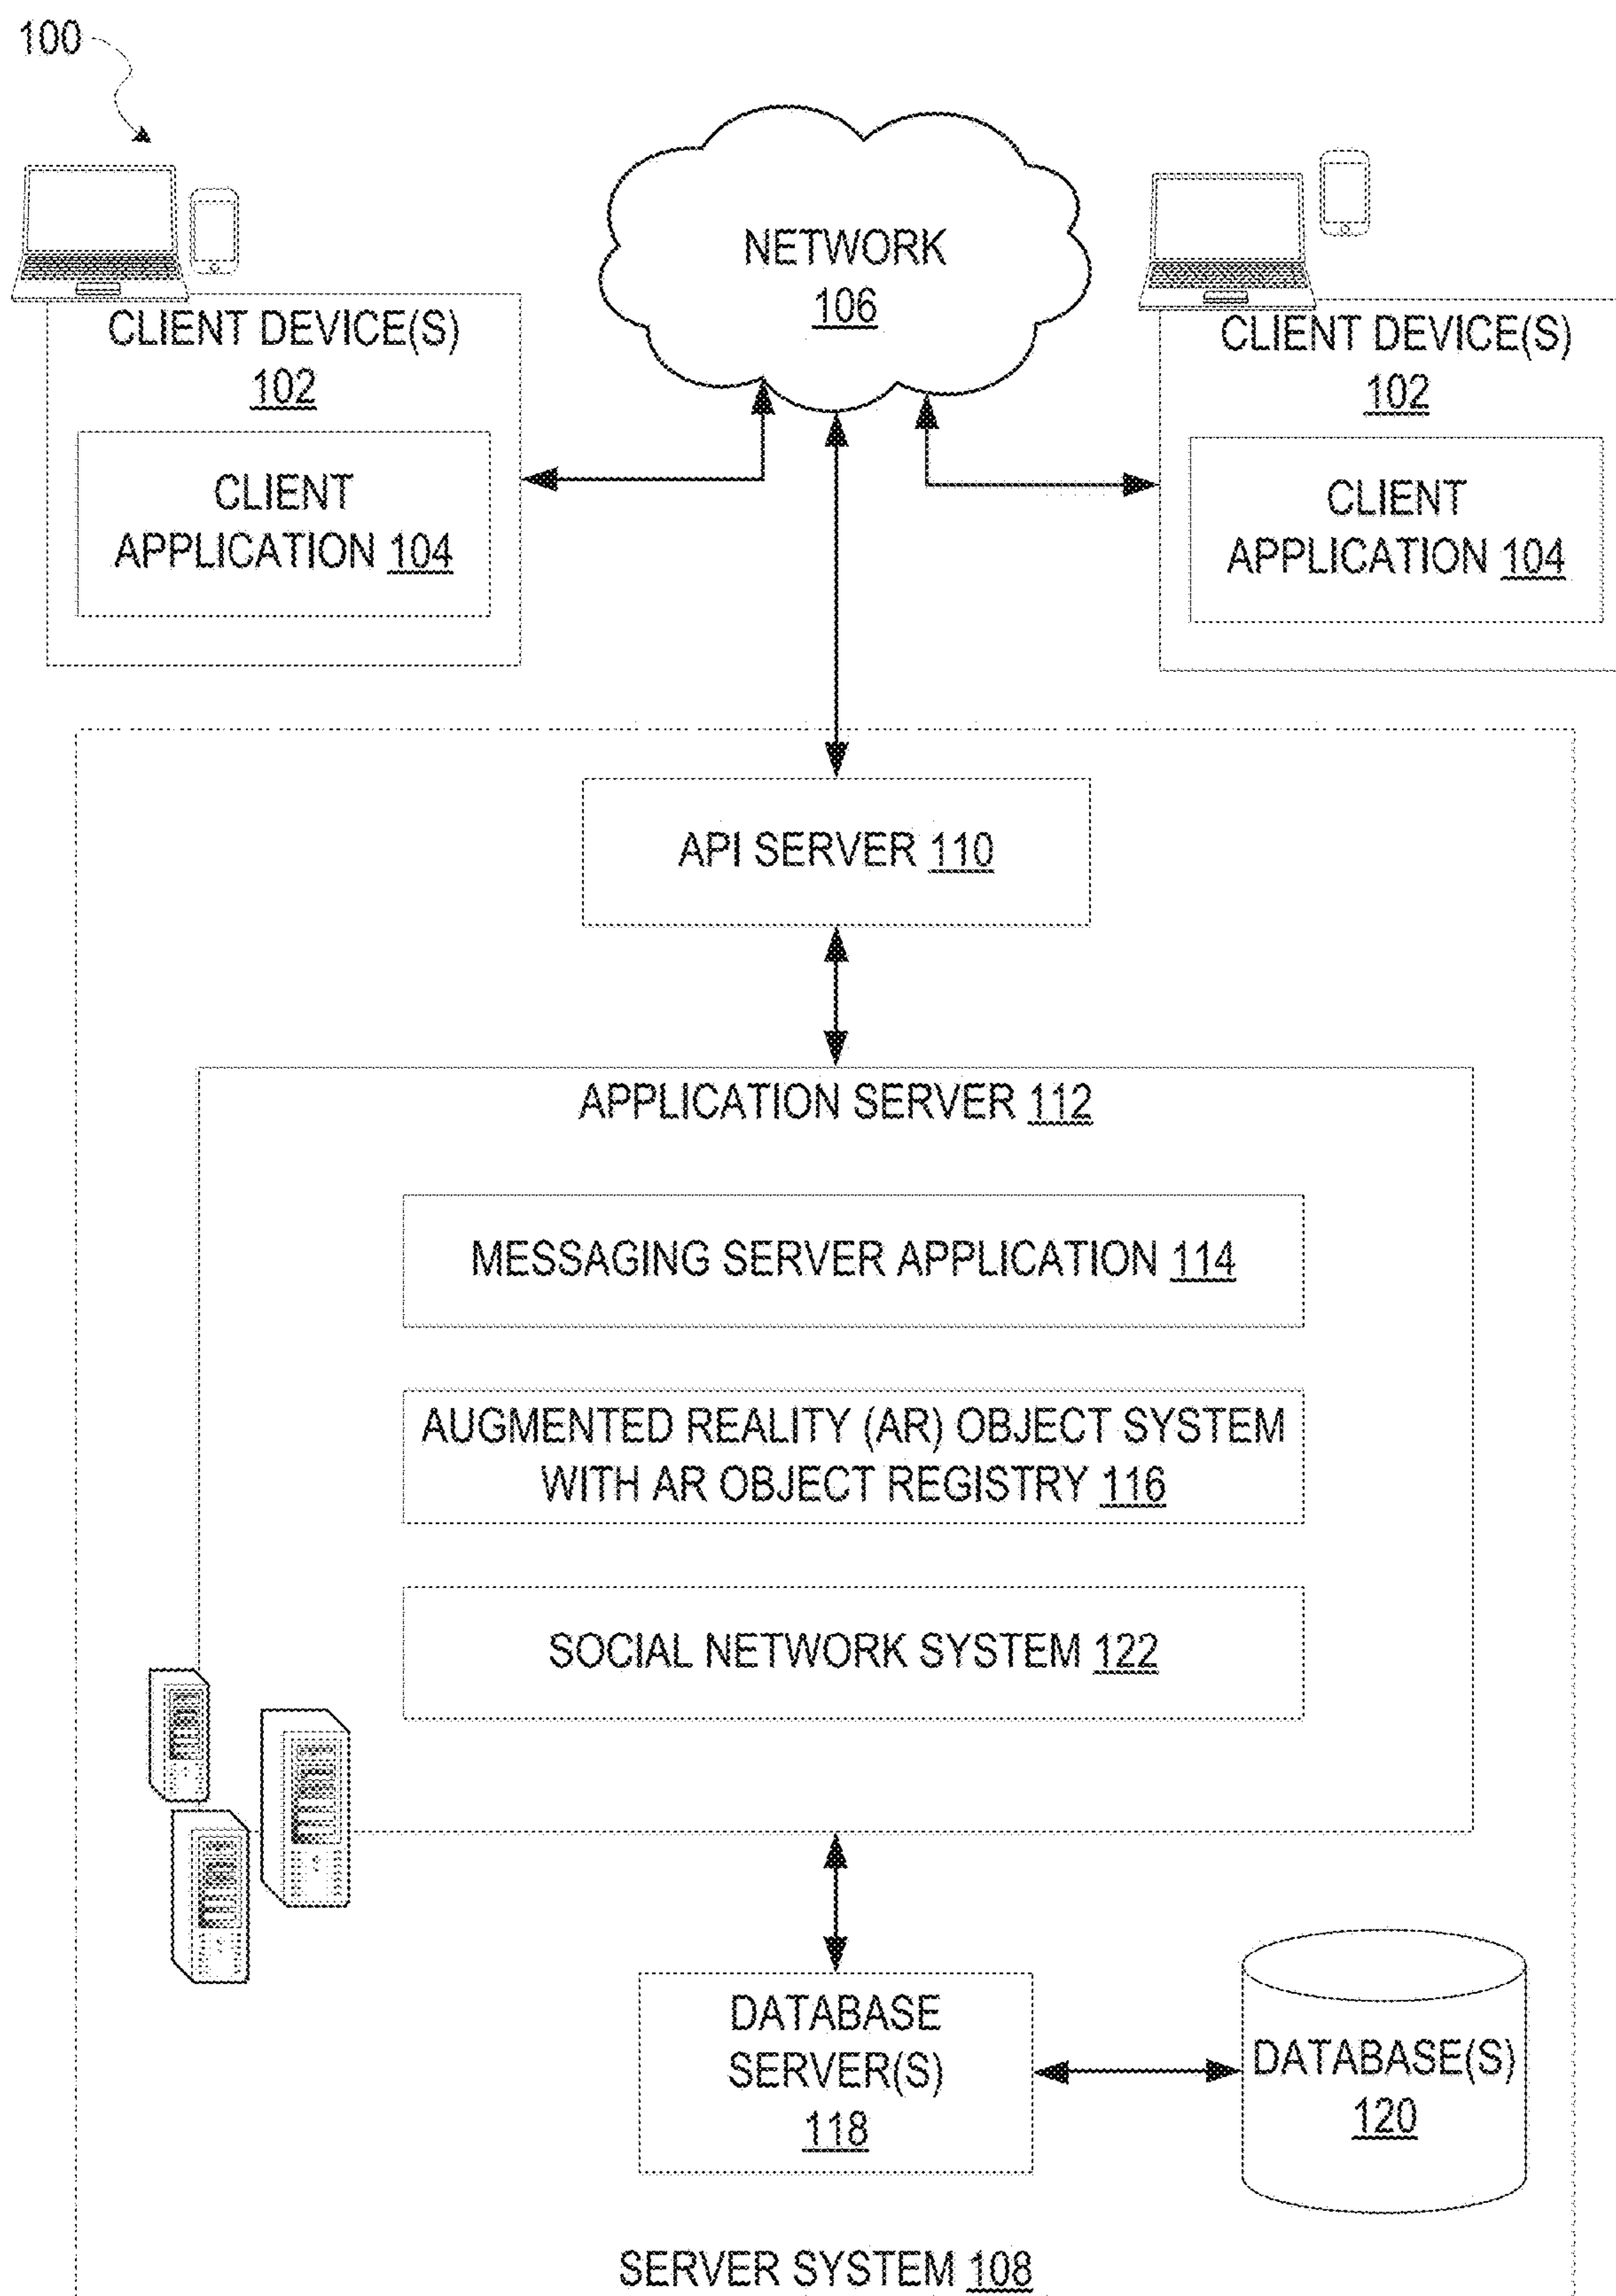 100
NETWORK
106
CLIENT DEVICE(S)
102
CLIENT
APPLICATION 104
CLIENT DEVICE(S)
102
CLIENT
APPLICATION 104
API SERVER 110
APPLICATION SERVER 112
MESSAGING SERVER APPLICATION 114
AUGMENTED REALITY (AR) OBJECT SYSTEM
WITH AR OBJECT REGISTRY 116
SOCIAL NETWORK SYSTEM 122
DATABASE
SERVER(S)
118
DATABASE(S)
120
SERVER SYSTEM 108